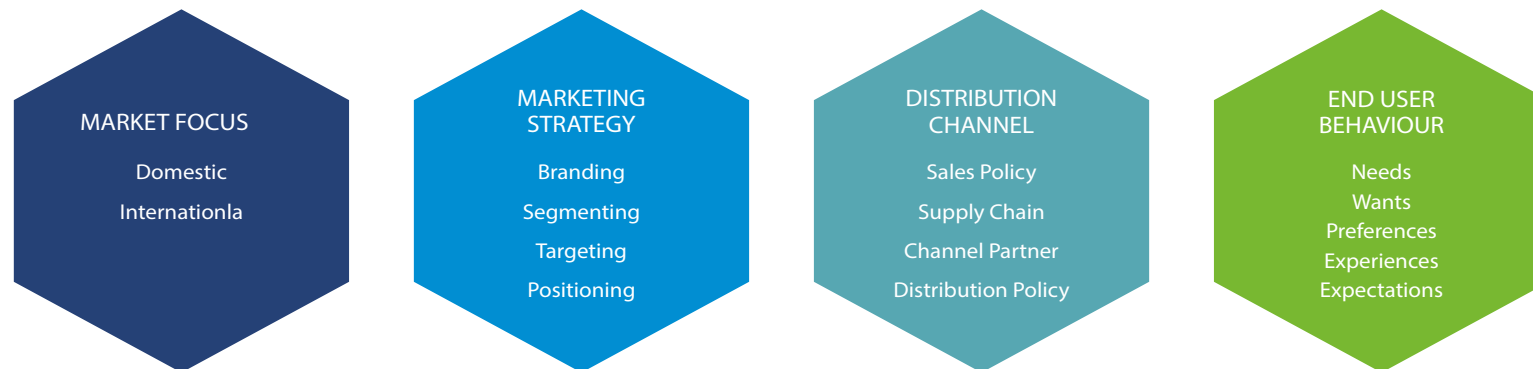 MARKET FOCUS
Domestic
Internationla
MARKETING
STRATEGY
Branding
Segmenting
Targeting
Positioning
DISTRIBUTION
CHANNEL
Sales Policy
Supply Chain
Channel Partner
Distribution Policy
END USER
BEHAVIOUR
Needs
Wants
Preferences
Experiences
Expectations